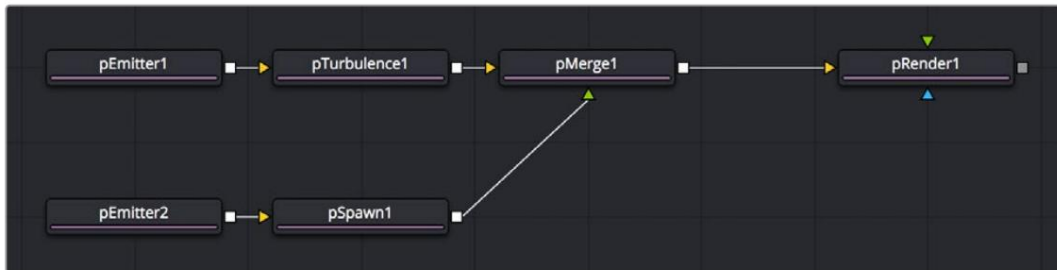 pEmitter1
pTurbulence1
pMerge1
pRender1
pEmitter2
pSpawn1